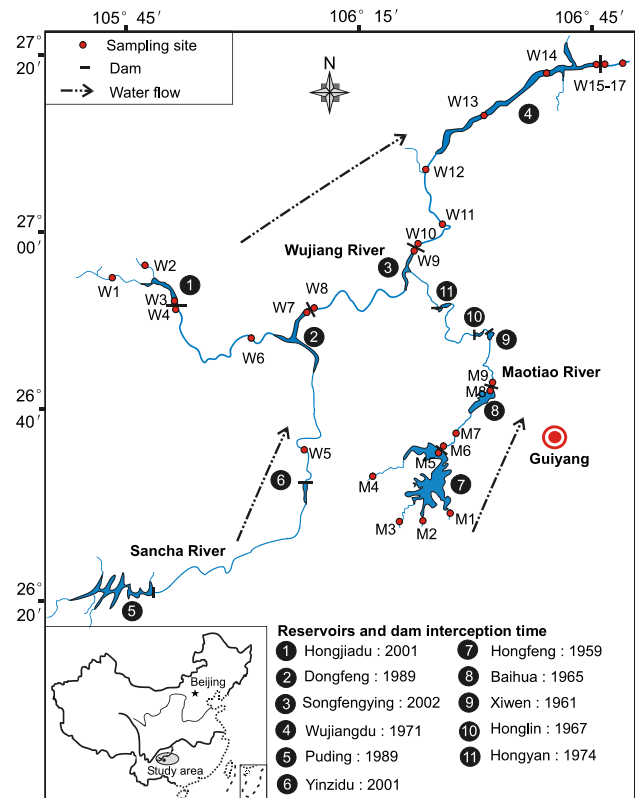 105 45′
106 15′
106 45′
27°
20′
27°
00′
26°
40′
26°
20′
Sampling site
Dam
Water flow
N
W14
W15-17
W13
4
W12
W11
W10
Wujiang River
W9
3
W2
W1
1
W3
W4
W8
W7
11
10
9
W6
2
M9
Maotiao River
M8
8
M7
M6
M5
Guiyang
W5
M4
7
6
M1
M3
M2
Sancha River
5
Reservoirs and dam interception time
1 Hongjiadu : 2001
2 Dongfeng : 1989
3 Songfengying : 2002
4 Wujiangdu : 1971
5 Puding : 1989
6 Yinzidu : 2001
7 Hongfeng : 1959
8 Baihua : 1965
9 Xiwen : 1961
10 Honglin : 1967
11 Hongyan : 1974
Beijing
Study area